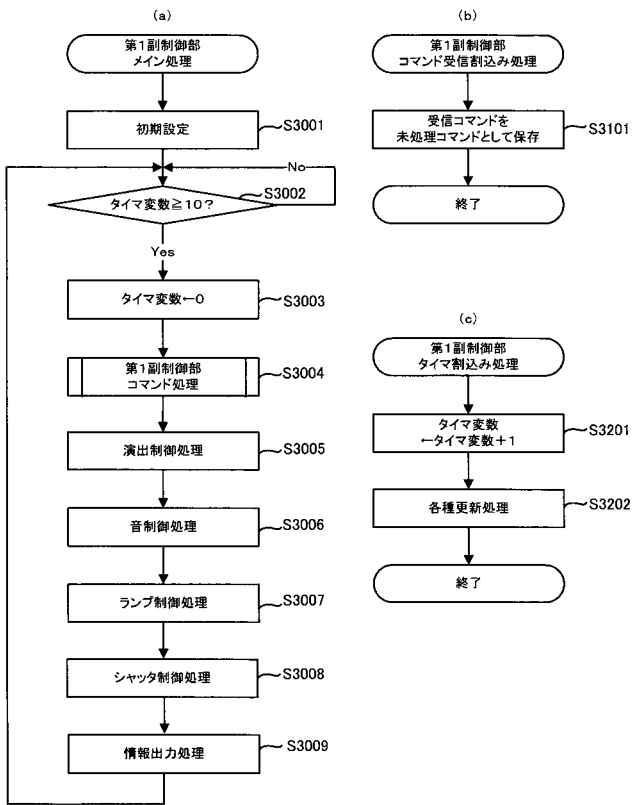 (a)
第1副制御部
メイン処理
初期設定
S3001
No
タイマ変数≧10?
S3002
Yes
タイマ変数←0
S3003
第1副制御部
コマンド処理
S3004
演出制御処理
S3005
音制御処理
S3006
ランプ制御処理
S3007
シャッタ制御処理
S3008
情報出力処理
S3009
(b)
第1副制御部
コマンド受信割込み処理
受信コマンドを
未処理コマンドとして保存
S3101
終了
(c)
第1副制御部
タイマ割込み処理
タイマ変数
←タイマ変数+1
S3201
各種更新処理
S3202
終了